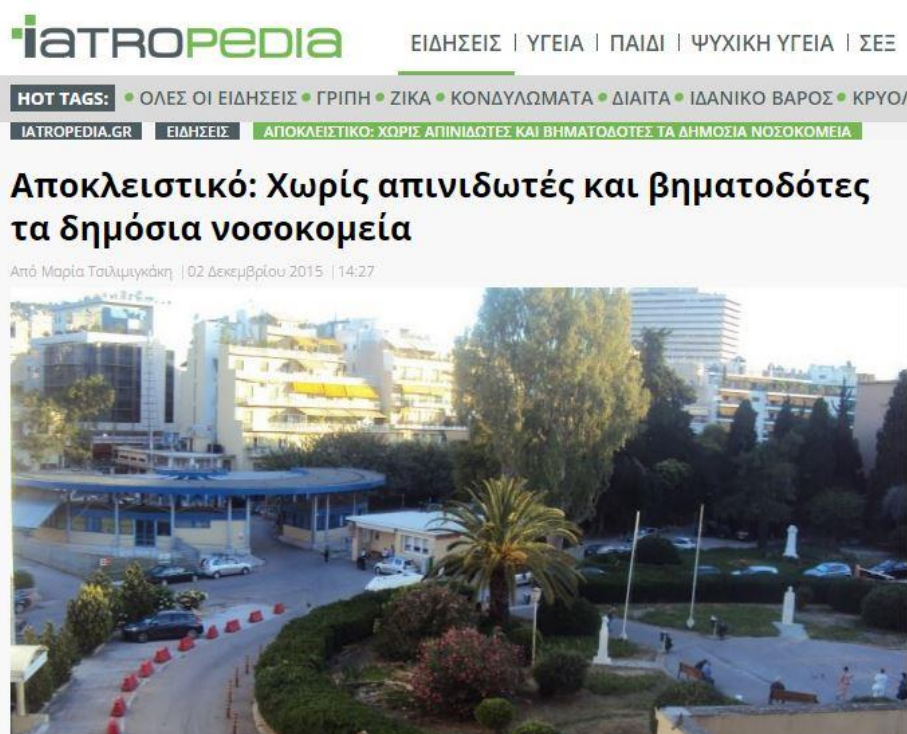 iATROPEDIA
ΕΙΔΗΣΕΙΣ | ΥΓΕΙΑ | ΠΑΙΔΙ | ΨΥΧΙΚΗ ΥΓΕΙΑ | ΣΕΞ
HOT TAGS: • ΟΛΕΣ ΟΙ ΕΙΔΗΣΕΙΣ • ΓΡΙΠΗ • ΖΙΚΑ • ΚΟΝΔΥΛΩΜΑΤΑ • ΔΙΑΙΤΑ • ΙΔΑΝΙΚΟ ΒΑΡΟΣ •
IATROPEDIA.GR ΕΙΔΗΣΕΙΣ ΑΠΟΚΛΕΙΣΤΙΚΟ: ΧΩΡΙΣ ΑΠΙΝΙΔΩΤΕΣ ΚΑΙ ΒΗΜΑΤΟΔΟΤΕΣ ΤΑ ΔΗΜΟΣΙΑ ΝΟΣΟΚΟΜΕΙΑ
Αποκλειστικό: Χωρίς απινιδωτές και βηματοδότες
τα δημόσια νοσοκομεία
Από Μαρία Τσιλιμιγκάκη | 02 Δεκεμβρίου 2015 | 14:27